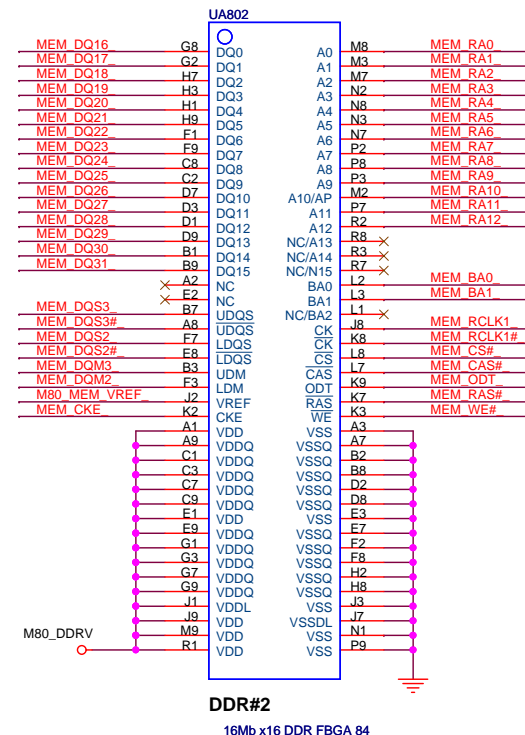 UA802
MEM_DQ16_ G8 DQ0 A0 M8 MEM_RA0_
MEM_DQ17_ G2 DQ1 A1 M3 MEM_RA1_
MEM_DQ18_ H7 DQ2 A2 M7 MEM_RA2_
MEM_DQ19_ H3 DQ3 A3 N2 MEM_RA3_
MEM_DQ20_ H1 DQ4 A4 N8 MEM_RA4_
MEM_DQ21_ H9 DQ5 A5 N3 MEM_RA5_
MEM_DQ22_ F1 DQ6 A6 N7 MEM_RA6_
MEM_DQ23_ F9 DQ7 A7 P2 MEM_RA7_
MEM_DQ24_ C8 DQ8 A8 P8 MEM_RA8_
MEM_DQ25_ C2 DQ9 A9 P3 MEM_RA9_
MEM_DQ26_ D7 DQ10 A10/AP M2 MEM_RA10_
MEM_DQ27_ D3 DQ11 A11 P7 MEM_RA11_
MEM_DQ28_ D1 DQ12 A12 R2 MEM_RA12_
MEM_DQ29_ D9 DQ13 NC/A13 R8
MEM_DQ30_ B1 DQ14 NC/A14 R3
MEM_DQ31_ B9 DQ15 NC/N15 R7
A2 NC BA0 L2 MEM_BA0_
E2 NC BA1 L3 MEM_BA1_
MEM_DQS3_ B7 UDQS NC/BA2 L1
MEM_DQS3#_ A8 UDQS CK J8 MEM_RCLK1_
MEM_DQS2_ F7 LDQS CK K8 MEM_RCLK1#_
MEM_DQS2#_ E8 LDQS CS L8 MEM_CS#_
MEM_DQM3_ B3 UDM CAS L7 MEM_CAS#_
MEM_DQM2_ F3 LDM ODT K9 MEM_ODT_
M80_MEM_VREF_ J2 VREF RAS K7 MEM_RAS#_
MEM_CKE_ K2 CKE WE K3 MEM_WE#_
A1 VDD VSS A3
A9 VDDQ VSSQ A7
C1 VDDQ VSSQ B2
C3 VDDQ VSSQ B8
C7 VDDQ VSSQ D2
C9 VDDQ VSSQ D8
E1 VDD VSS E3
E9 VDDQ VSSQ E7
G1 VDDQ VSSQ F2
G3 VDDQ VSSQ F8
G7 VDDQ VSSQ H2
G9 VDDQ VSSQ H8
J1 VDDL VSS J3
J9 VDD VSSDL J7
M80_DDRV M9 VDD VSS N1
R1 VDD VSS P9
DDR#2
16Mb x16 DDR FBGA 84